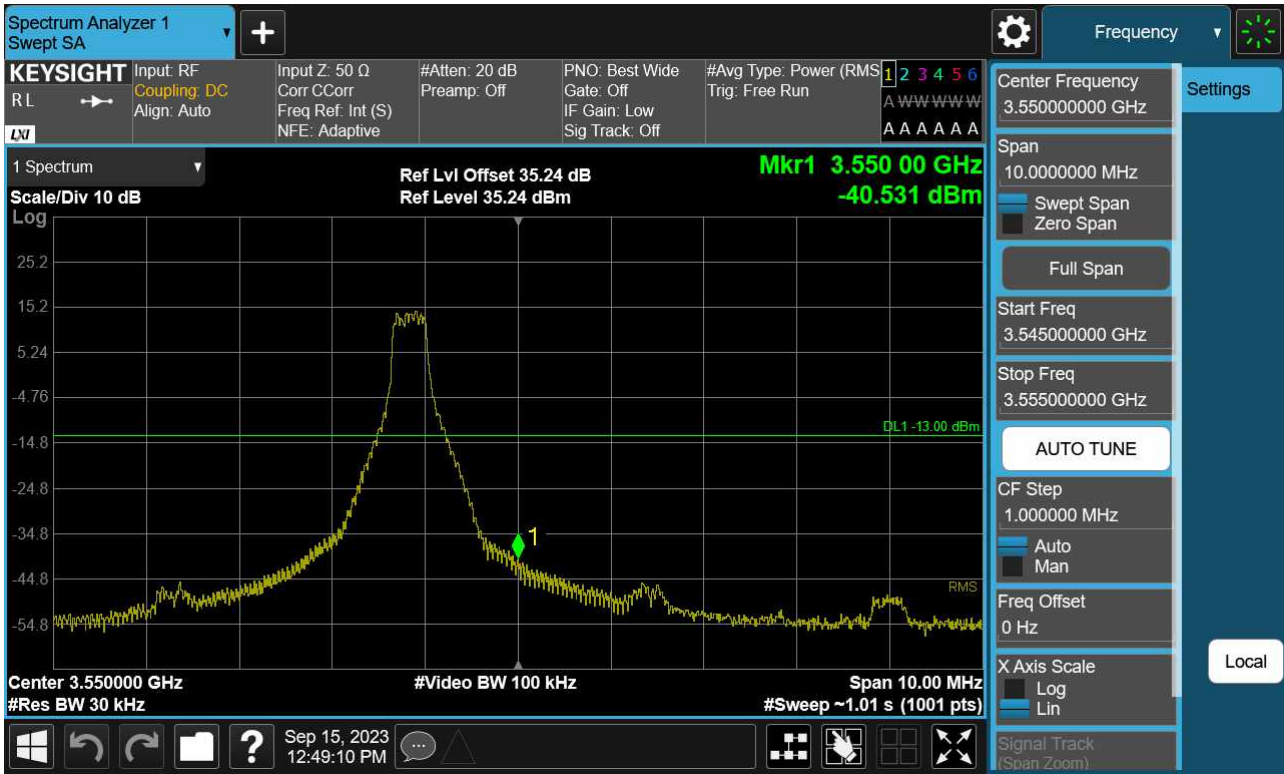 Spectrum Analyzer 1
Swept SA
Frequency
KEYSIGHT
R L
LXI
Input: RF
Coupling: DC
Align: Auto
Input Z: 50 Ω
Corr CCorr
Freq Ref: Int (S)
NFE: Adaptive
#Atten: 20 dB
Preamp: Off
PNO: Best Wide
Gate: Off
IF Gain: Low
Sig Track: Off
#Avg Type: Power (RMS
Trig: Free Run
1 2 3 4 5 6
A W W W W W
A A A A A A
1 Spectrum
Scale/Div 10 dB
Log
Ref Lvl Offset 35.24 dB
Ref Level 35.24 dBm
Mkr1 3.550 00 GHz
-40.531 dBm
25.2
15.2
5.24
-4.76
DL1 -13.00 dBm
-14.8
-24.8
-34.8
1
-44.8
RMS
-54.8
Center 3.550000 GHz
#Res BW 30 kHz
#Video BW 100 kHz
Span 10.00 MHz
#Sweep ~1.01 s (1001 pts)
Sep 15, 2023
12:49:10 PM
Center Frequency
3.550000000 GHz
Settings
Span
10.0000000 MHz
Swept Span
Zero Span
Full Span
Start Freq
3.545000000 GHz
Stop Freq
3.555000000 GHz
AUTO TUNE
CF Step
1.000000 MHz
Auto
Man
Freq Offset
0 Hz
X Axis Scale
Log
Lin
Local
Signal Track
(Span Zoom)